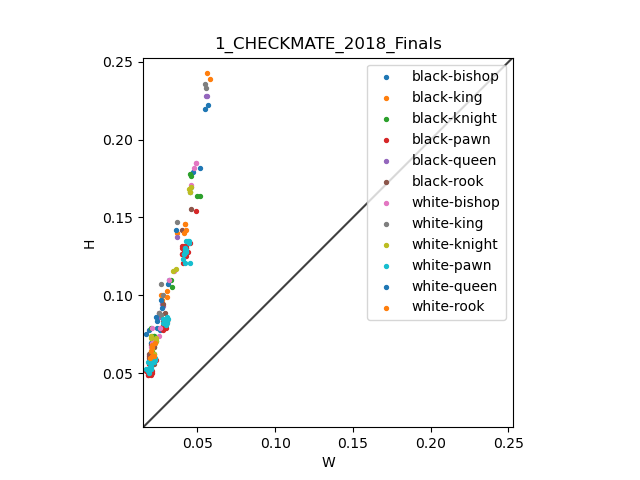 1_CHECKMATE_2018_Finals
H
0.25
0.20
0.15
0.10
0.05
black-bishop
black-king
black-knight
black-pawn
black-queen
black-rook
white-bishop
white-king
white-knight
white-pawn
white-queen
white-rook
0.05 0.10 0.15 0.20 0.25
W